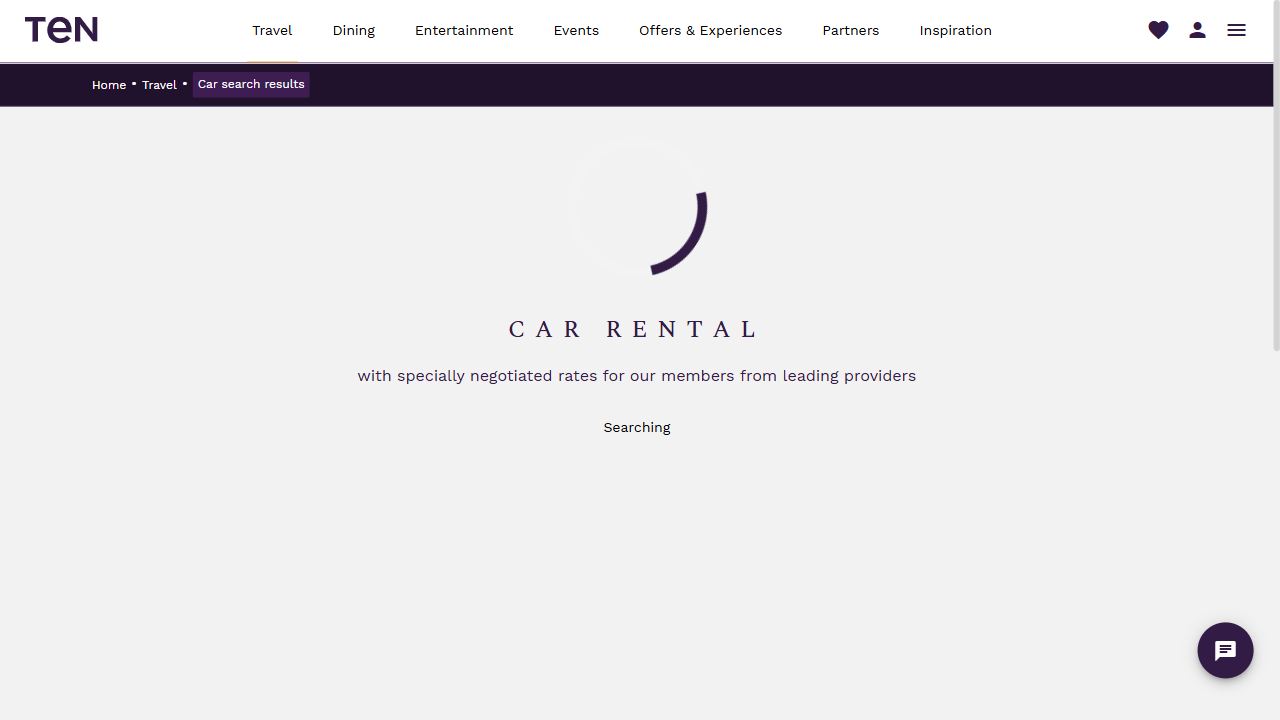 TEN
Travel Dining Entertainment Events Offers & Experiences Partners Inspiration
Home • Travel • Car search results
CAR RENTAL
with specially negotiated rates for our members from leading providers
Searching